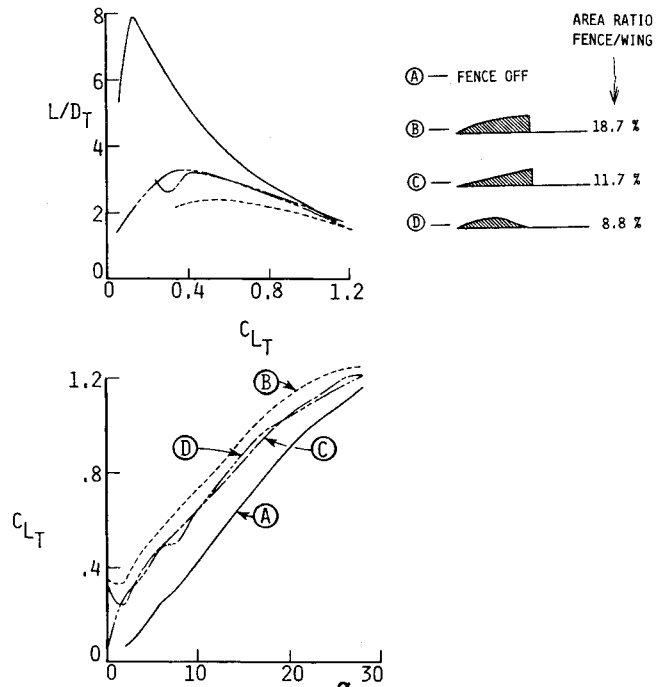 8
6
L/D_T
4
2
0
0 0.4 0.8 1.2
C_L_T
AREA RATIO
FENCE/WING
Ⓐ — FENCE OFF
Ⓑ — 18.7 %
Ⓒ — 11.7 %
Ⓓ — 8.8 %
1.2
.8
C_L_T
.4
0
Ⓑ
Ⓓ
Ⓒ
Ⓐ
0 10 20 30
α